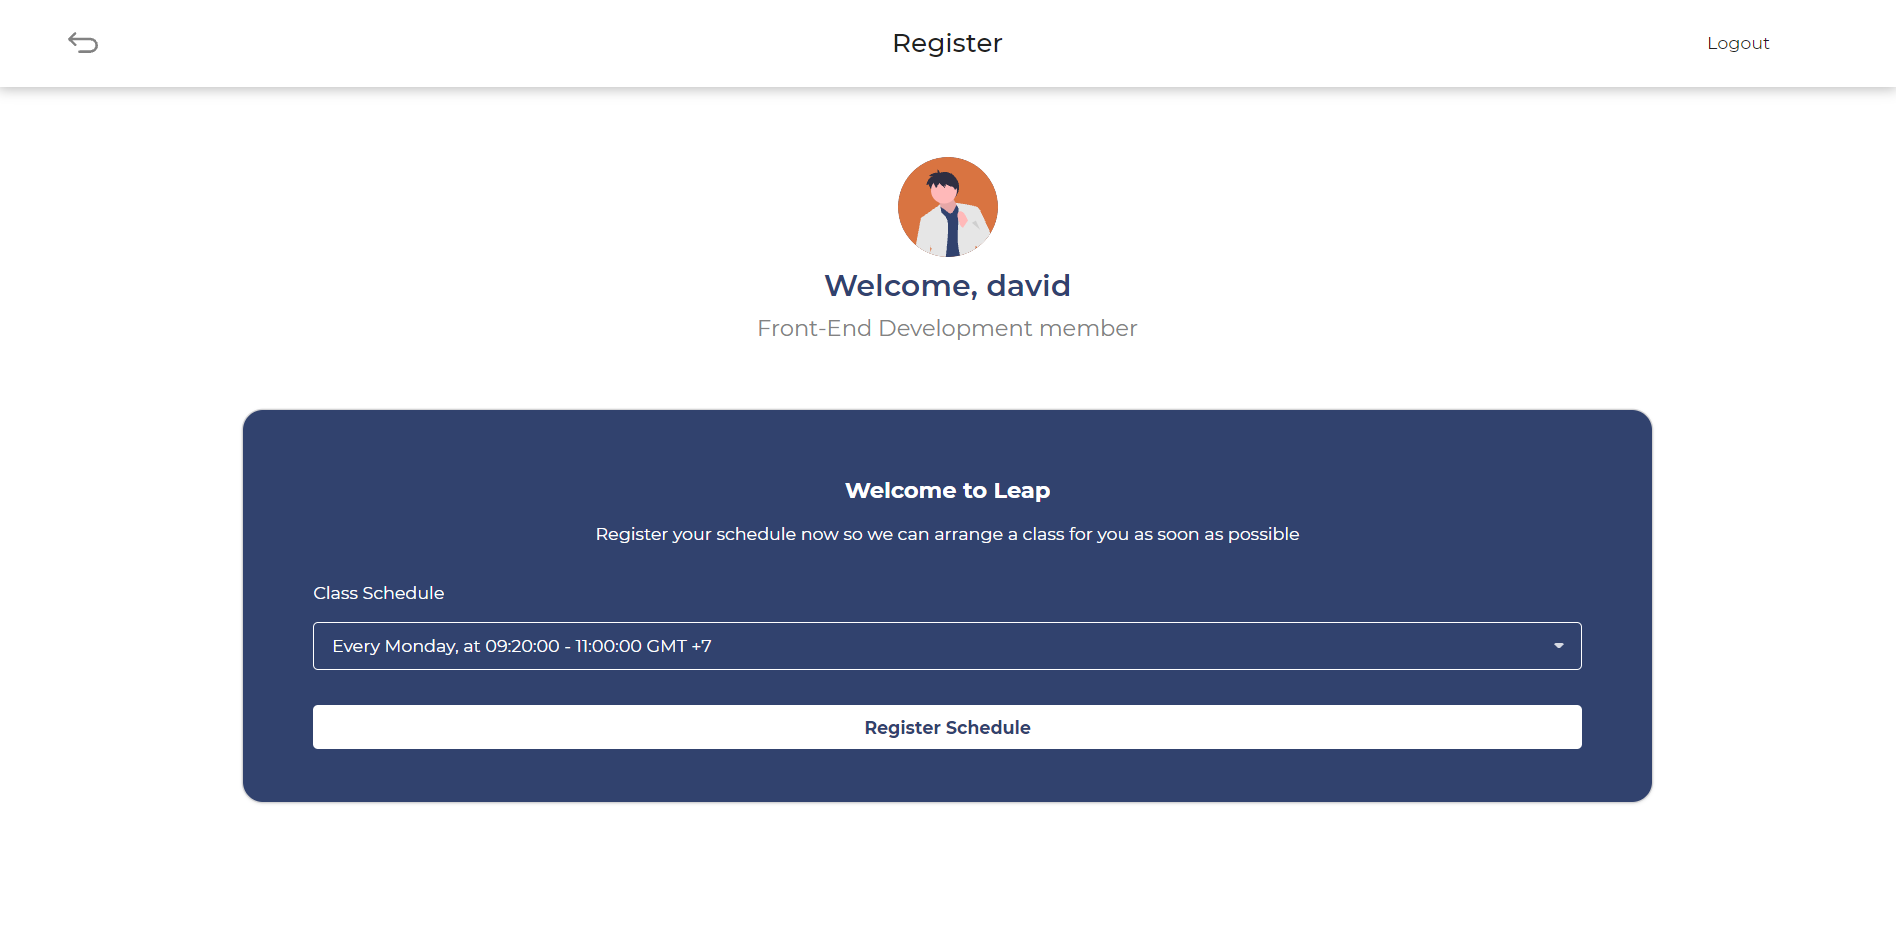 Register
Logout
Welcome, david
Front-End Development member
Welcome to Leap
Register your schedule now so we can arrange a class for you as soon as possible
Class Schedule
Every Monday, at 09:20:00 - 11:00:00 GMT +7
Register Schedule